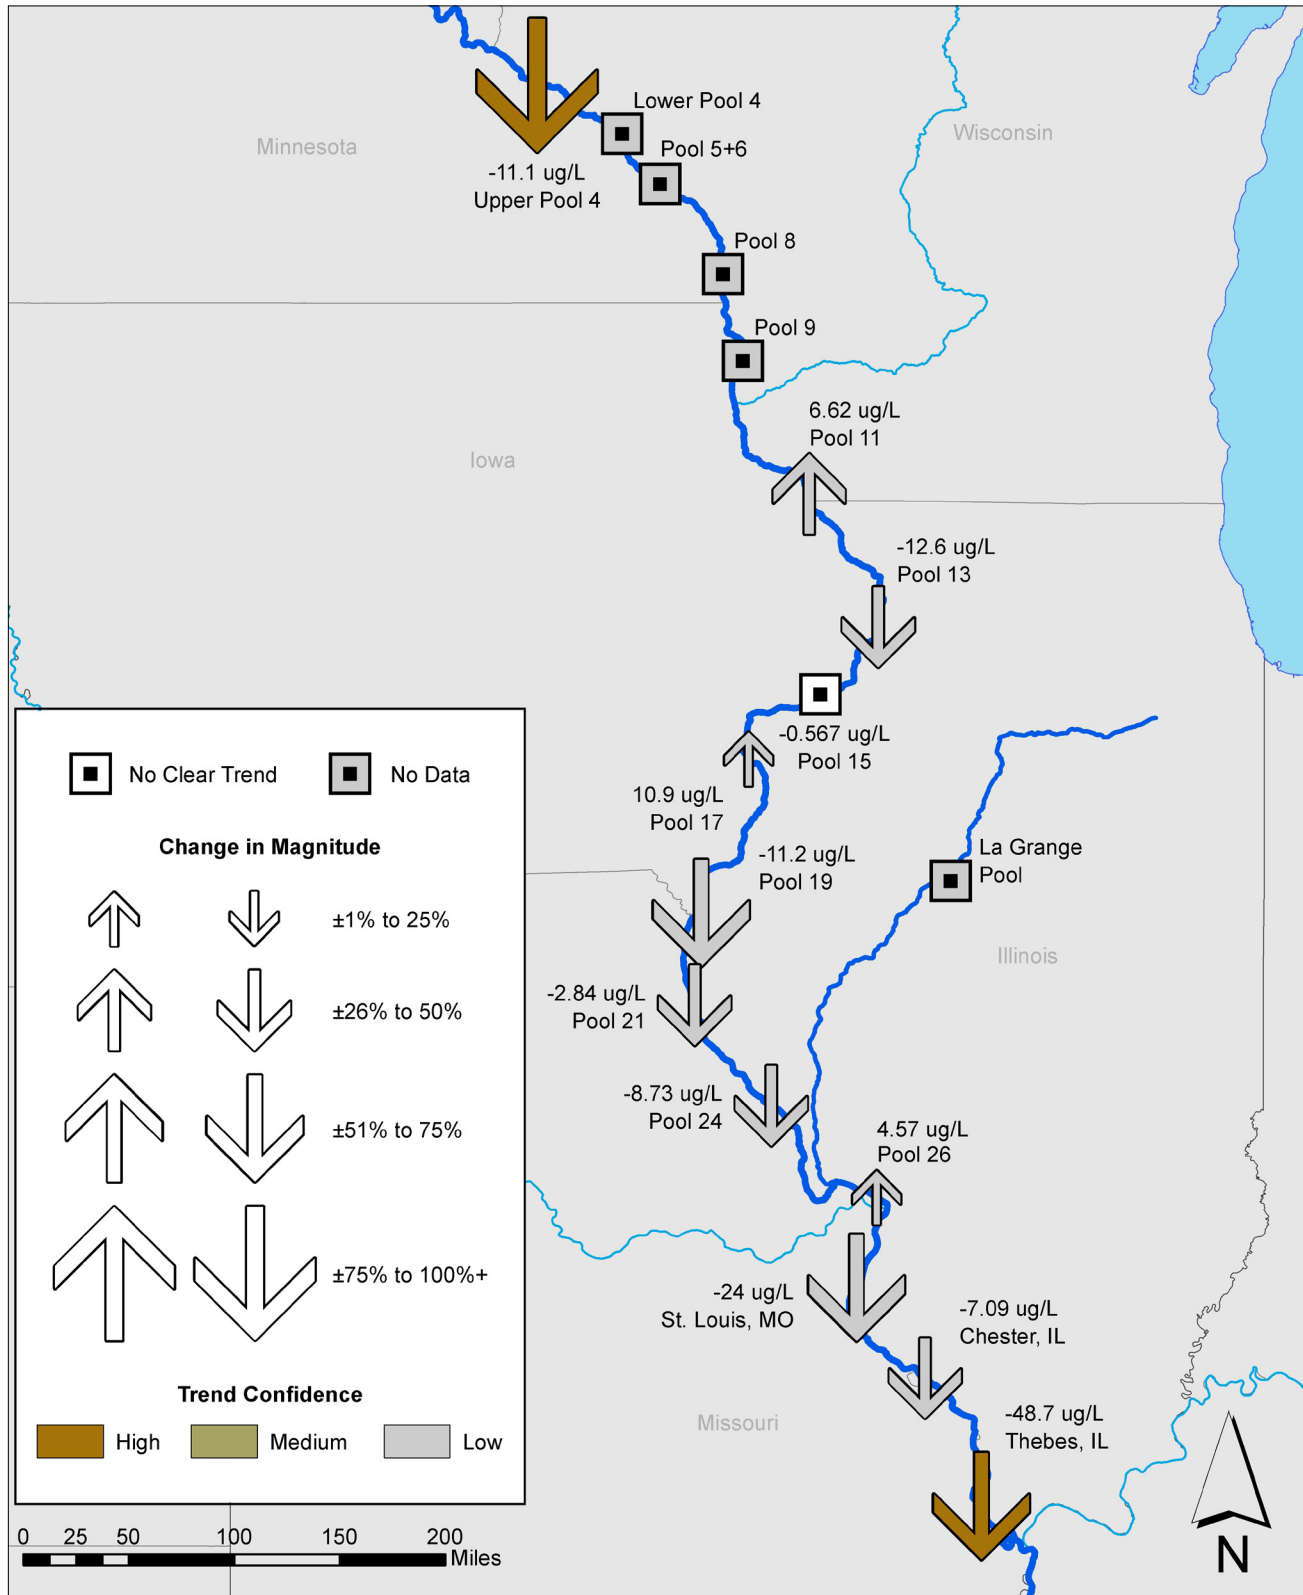 Lower Pool 4
Wisconsin
Minnesota
Pool 5+6
-11.1 ug/L
Upper Pool 4
Pool 8
Pool 9
6.62 ug/L
Pool 11
Iowa
-12.6 ug/L
Pool 13
-0.567 ug/L
Pool 15
10.9 ug/L
Pool 17
-11.2 ug/L
Pool 19
La Grange
Pool
Illinois
-2.84 ug/L
Pool 21
-8.73 ug/L
Pool 24
4.57 ug/L
Pool 26
-24 ug/L
St. Louis, MO
-7.09 ug/L
Chester, IL
-48.7 ug/L
Thebes, IL
Missouri
No Clear Trend
No Data
Change in Magnitude
±1% to 25%
±26% to 50%
±51% to 75%
±75% to 100%+
Trend Confidence
High
Medium
Low
0 25 50 100 150 200
Miles
N